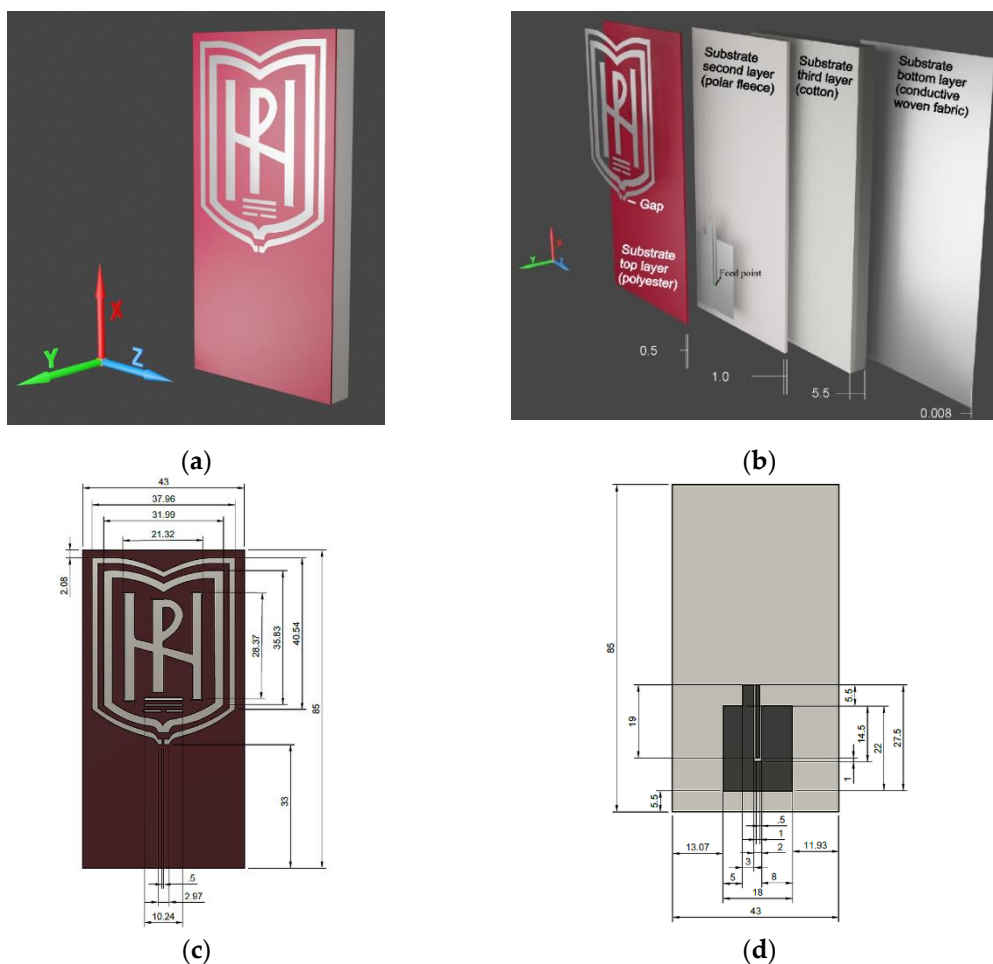 X
Y
Z
(a)
Substrate
second layer
(polar fleece)
Substrate
third layer
(cotton)
Substrate
bottom layer
(conductive
woven fabric)
Gap
Substrate
top layer
(polyester)
Feed point
X
Y
Z
0.5
1.0
5.5
0.008
(b)
43
37.96
31.99
21.32
2.08
28.37
35.83
40.54
85
33
.5
2.97
10.24
(c)
85
19
5.5
14.5
22
27.5
1
5.5
.5
1
2
3
13.07
11.93
5
8
18
43
(d)